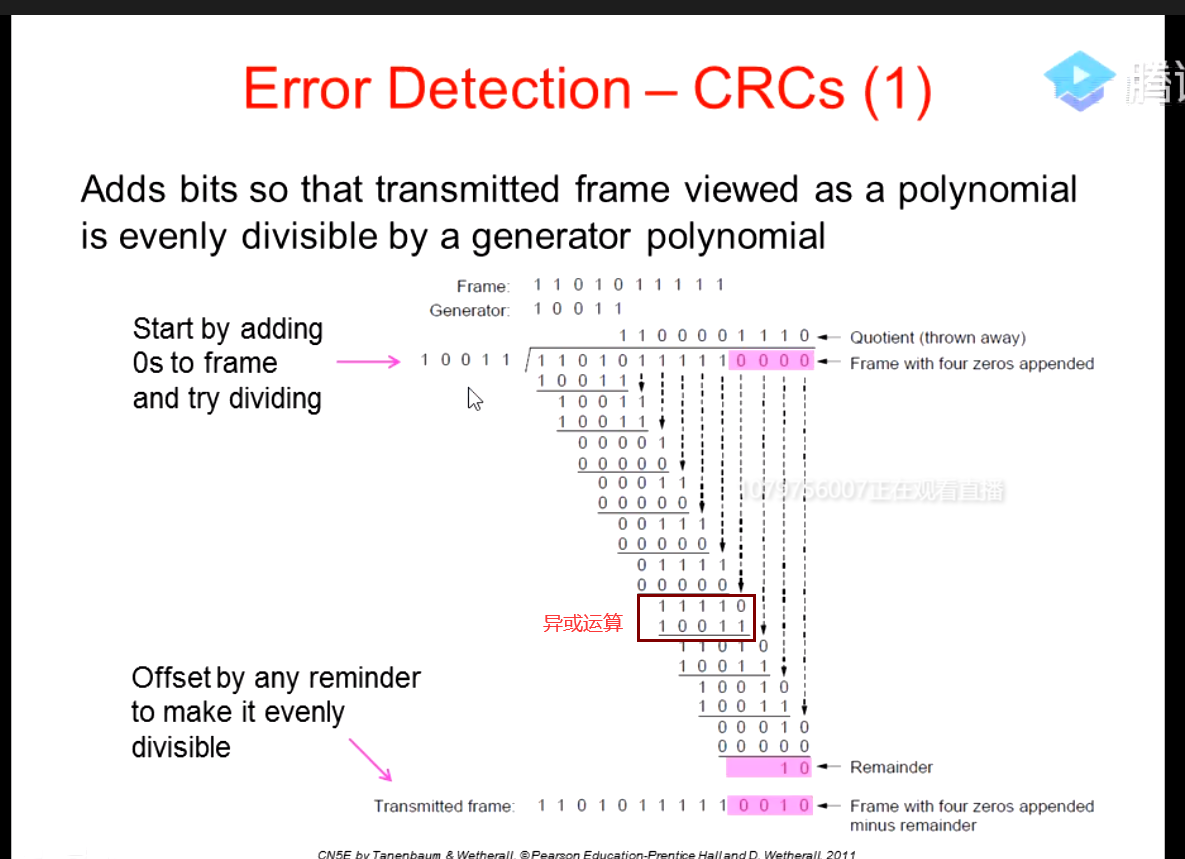 Error Detection – CRCs (1)
Adds bits so that transmitted frame viewed as a polynomial
is evenly divisible by a generator polynomial
Frame: 1 1 0 1 0 1 1 1 1 1
Generator: 1 0 0 1 1
Start by adding
0s to frame
and try dividing
1 1 0 0 0 0 1 1 1 0 Quotient (thrown away)
1 0 0 1 1 1 1 0 1 0 1 1 1 1 1 0 0 0 0 Frame with four zeros appended
1 0 0 1 1
1 0 0 1 1
1 0 0 1 1
0 0 0 0 1
0 0 0 0 0
0 0 0 1 1
0 0 0 0 0
0 0 1 1 1
0 0 0 0 0
0 1 1 1 1
0 0 0 0 0
1 1 1 1 0
异或运算
1 0 0 1 1
1 1 0 1 0
1 0 0 1 1
1 0 0 1 0
1 0 0 1 1
0 0 0 1 0
0 0 0 0 0
1 0 Remainder
Offset by any reminder
to make it evenly
divisible
Transmitted frame: 1 1 0 1 0 1 1 1 1 1 0 0 1 0 Frame with four zeros appended
minus remainder
1079756007正在观看直播
CN5E by Tanenbaum & Wetherall, © Pearson Education-Prentice Hall and D. Wetherall, 2011